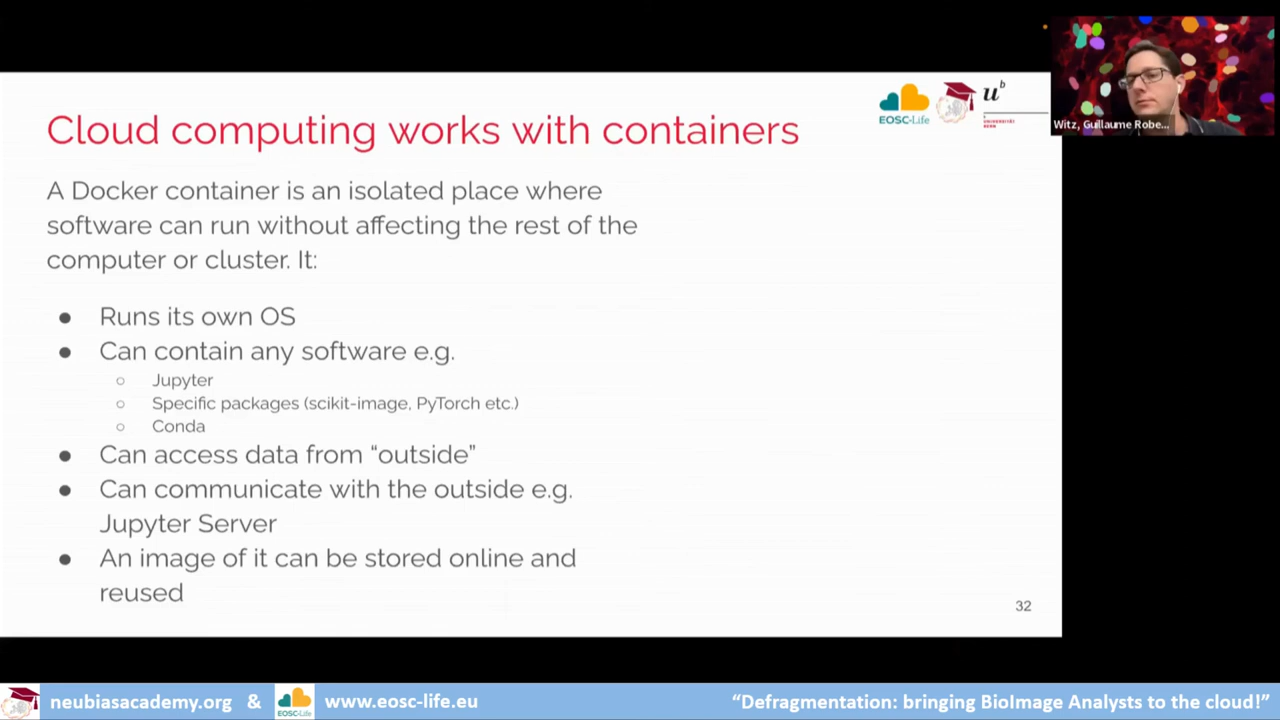 Cloud computing works with containers
EOSC-Life
u b
UNIVERSITÄT
BERN
Witz, Guillaume Robe...
A Docker container is an isolated place where
software can run without affecting the rest of the
computer or cluster. It:
● Runs its own OS
● Can contain any software e.g.
○ Jupyter
○ Specific packages (scikit-image, PyTorch etc.)
○ Conda
● Can access data from “outside”
● Can communicate with the outside e.g.
Jupyter Server
● An image of it can be stored online and
reused
32
neubiasacademy.org & EOSC-Life www.eosc-life.eu “Defragmentation: bringing BioImage Analysts to the cloud!”